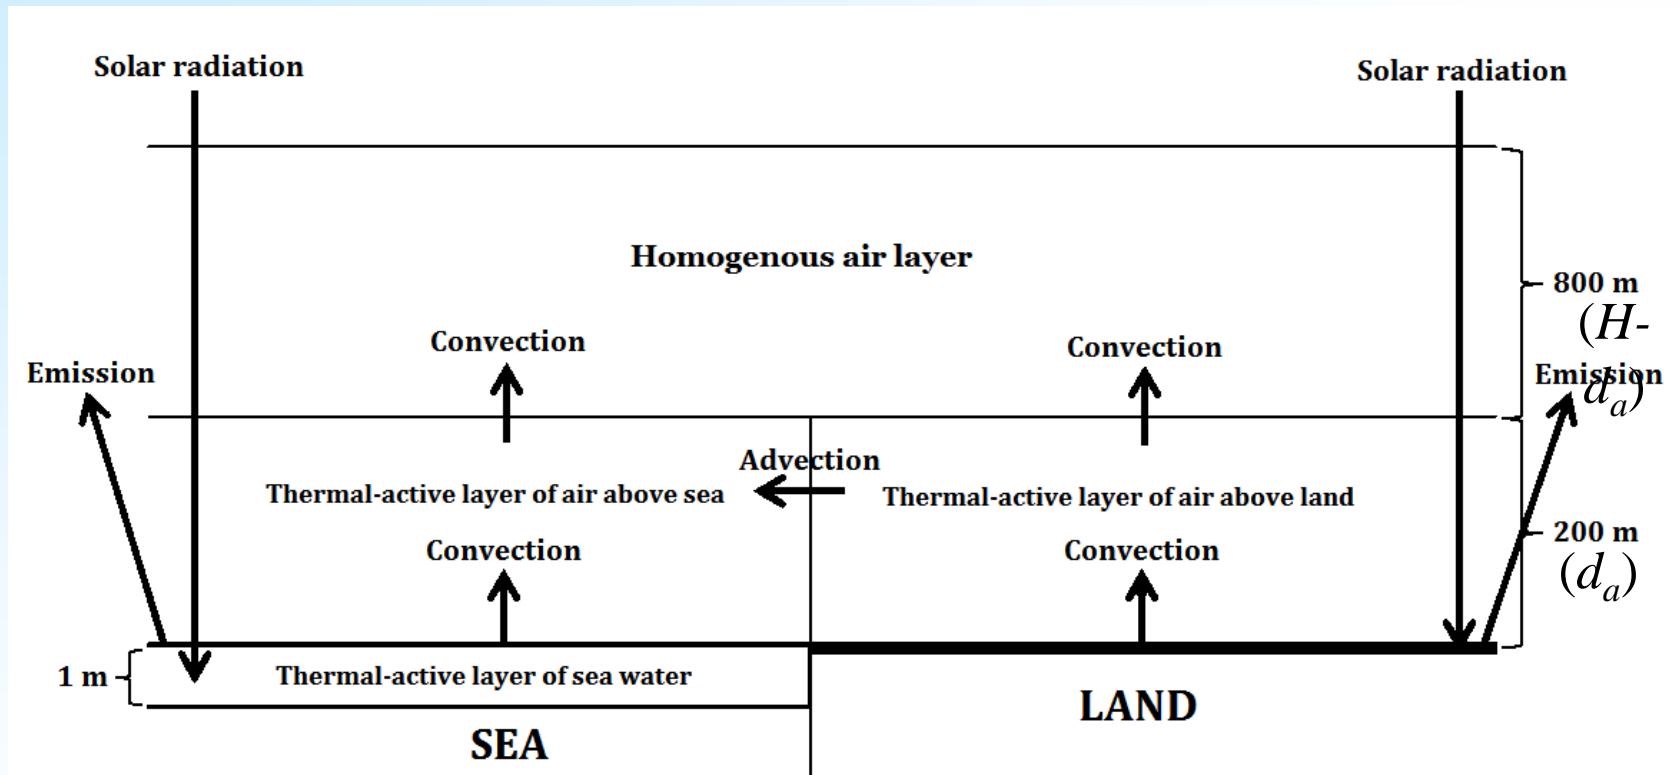 Solar radiation
Solar radiation
Homogenous air layer
800 m
(H-
d_a)
Convection
Convection
Emission
Emission
Advection
Thermal-active layer of air above sea
Thermal-active layer of air above land
200 m
(d_a)
Convection
Convection
1 m
Thermal-active layer of sea water
LAND
SEA